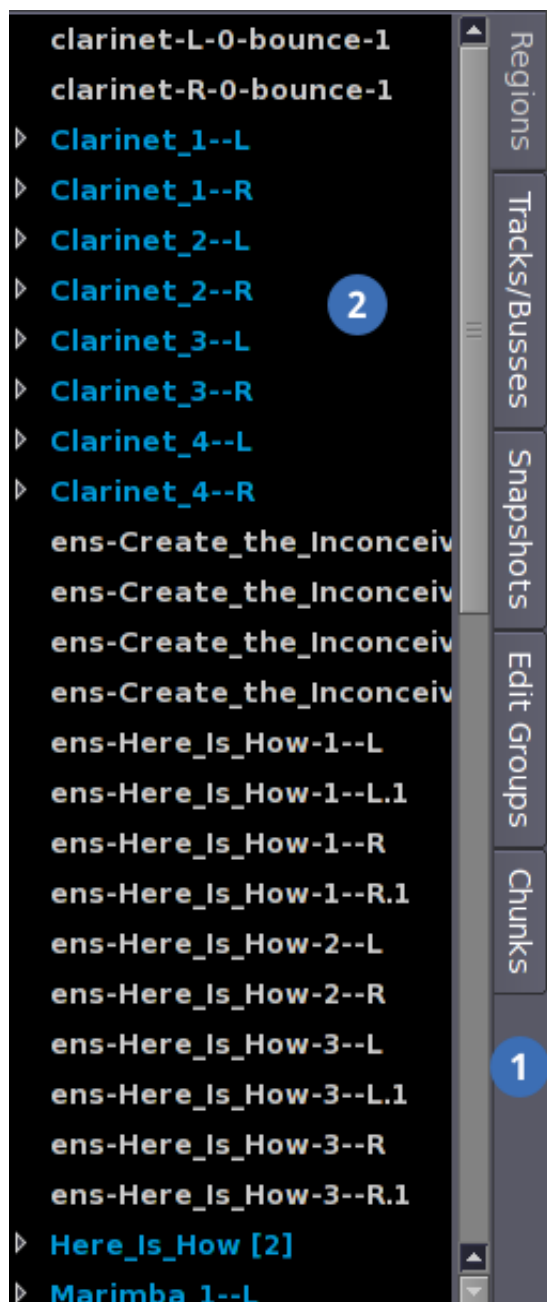 clarinet-L-0-bounce-1
clarinet-R-0-bounce-1
Clarinet_1--L
Clarinet_1--R
Clarinet_2--L
Clarinet_2--R
Clarinet_3--L
Clarinet_3--R
Clarinet_4--L
Clarinet_4--R
ens-Create_the_Inconceiv
ens-Create_the_Inconceiv
ens-Create_the_Inconceiv
ens-Create_the_Inconceiv
ens-Here_Is_How-1--L
ens-Here_Is_How-1--L.1
ens-Here_Is_How-1--R
ens-Here_Is_How-1--R.1
ens-Here_Is_How-2--L
ens-Here_Is_How-2--R
ens-Here_Is_How-3--L
ens-Here_Is_How-3--L.1
ens-Here_Is_How-3--R
ens-Here_Is_How-3--R.1
Here_Is_How [2]
Marimba_1--L
2
Regions
Tracks/Busses
Snapshots
Edit Groups
Chunks
1